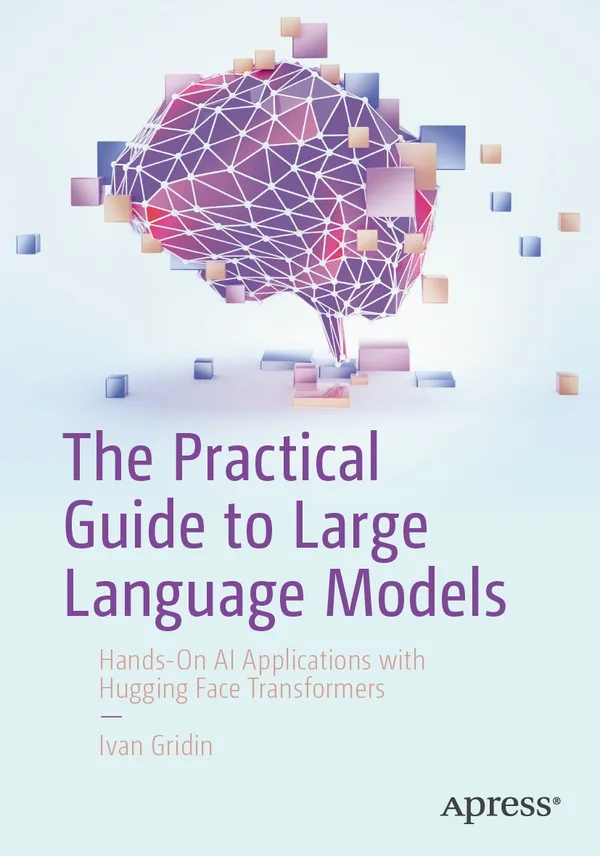 The Practical
Guide to Large
Language Models
Hands-On AI Applications with
Hugging Face Transformers
—
Ivan Gridin
Apress®